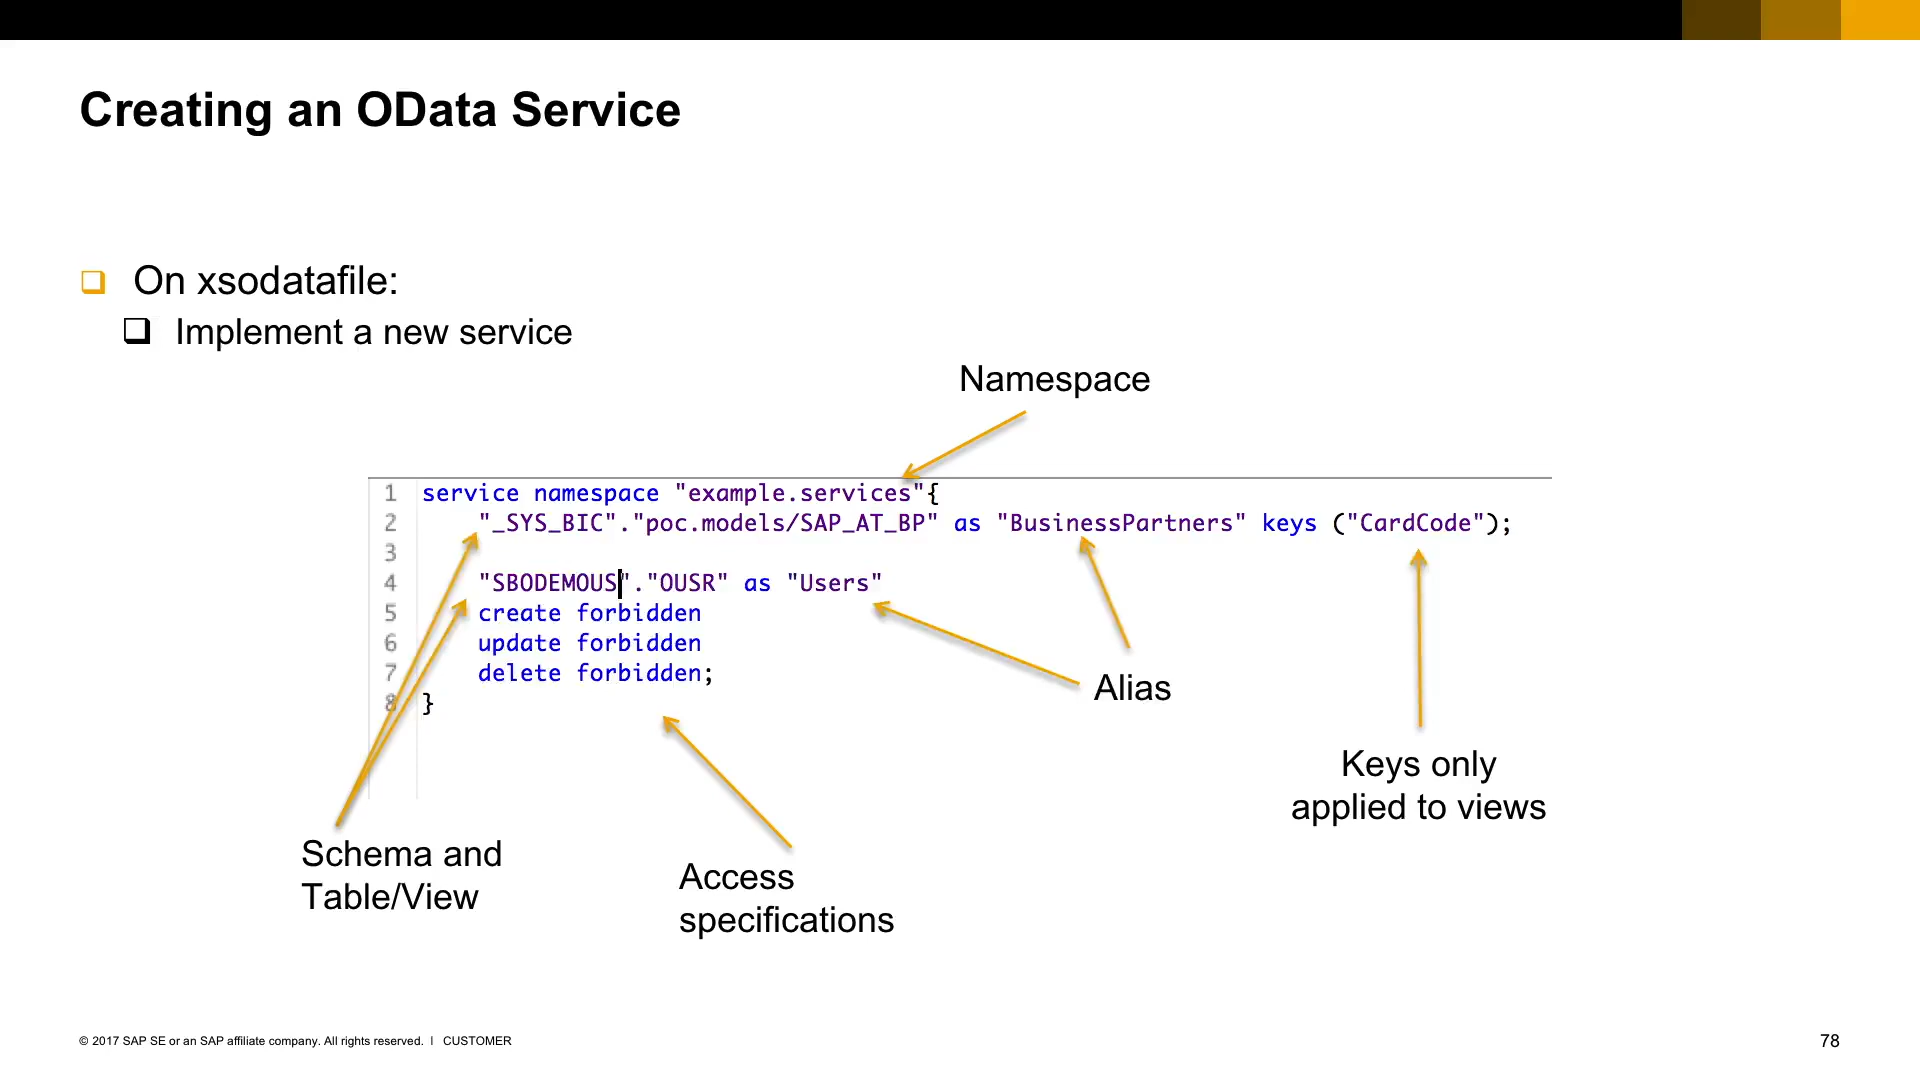 Creating an OData Service
❑ On xsodatafile:
❑ Implement a new service
Namespace
1 service namespace "example.services"{
2 "_SYS_BIC"."poc.models/SAP_AT_BP" as "BusinessPartners" keys ("CardCode");
3
4 "SBODEMOUS"."OUSR" as "Users"
5 create forbidden
6 update forbidden
7 delete forbidden;
8 }
Alias
Keys only
applied to views
Schema and
Table/View
Access
specifications
© 2017 SAP SE or an SAP affiliate company. All rights reserved. | CUSTOMER
78